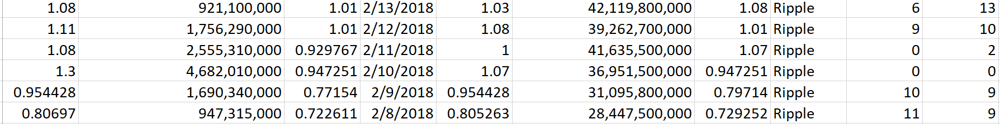 1.08 921,100,000 1.01 2/13/2018 1.03 42,119,800,000 1.08 Ripple 6 13
1.11 1,756,290,000 1.01 2/12/2018 1.08 39,262,700,000 1.01 Ripple 9 10
1.08 2,555,310,000 0.929767 2/11/2018 1 41,635,500,000 1.07 Ripple 0 2
1.3 4,682,010,000 0.947251 2/10/2018 1.07 36,951,500,000 0.947251 Ripple 0 0
0.954428 1,690,340,000 0.77154 2/9/2018 0.954428 31,095,800,000 0.79714 Ripple 10 9
0.80697 947,315,000 0.722611 2/8/2018 0.805263 28,447,500,000 0.729252 Ripple 11 9